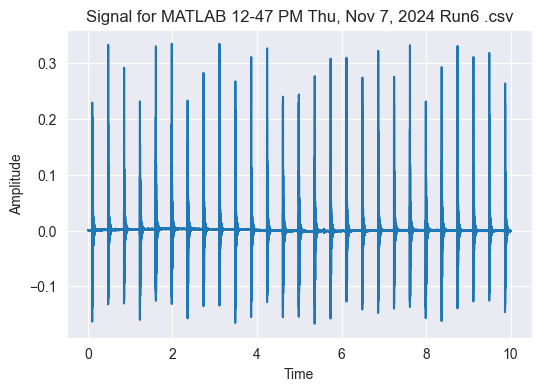 Signal for MATLAB 12-47 PM Thu, Nov 7, 2024 Run6 .csv
0.3
0.2
0.1
0.0
−0.1
Amplitude
0 2 4 6 8 10
Time